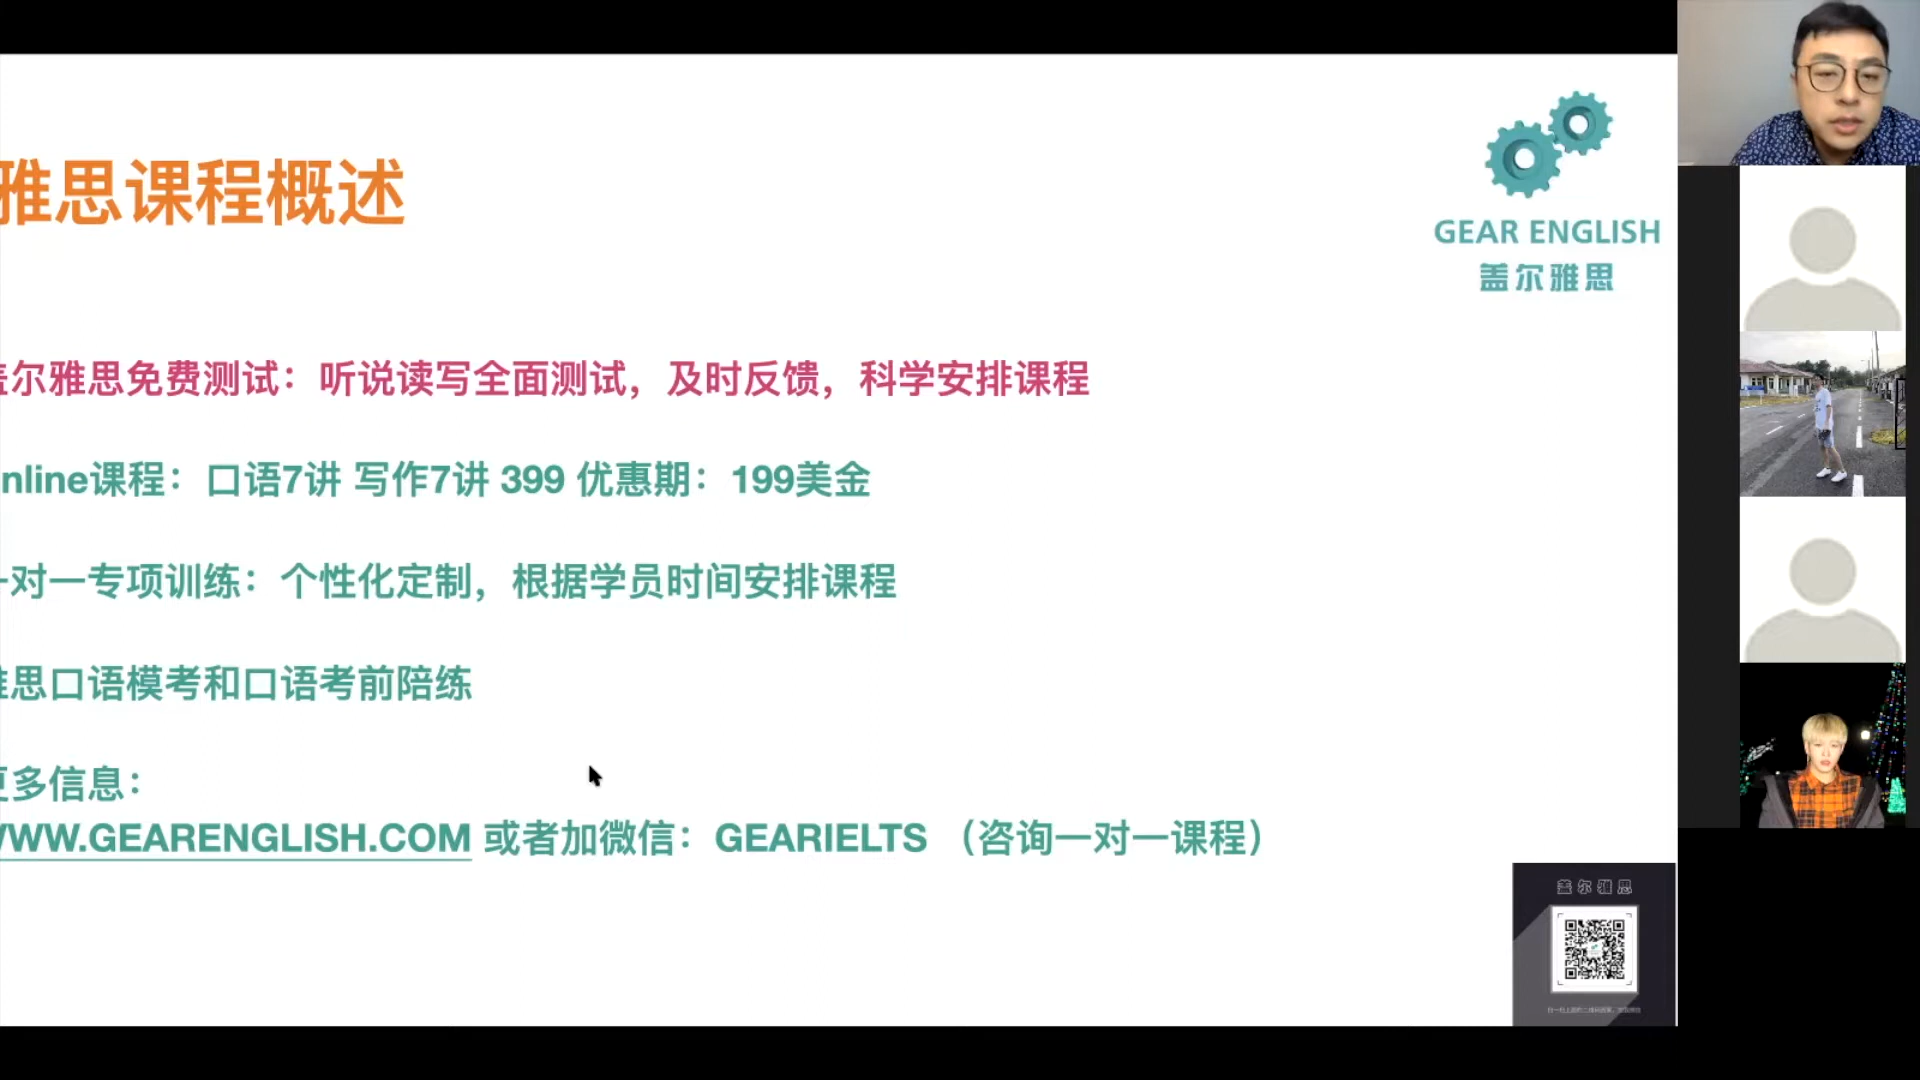 雅思课程概述
GEAR ENGLISH
盖尔雅思
盖尔雅思免费测试：听说读写全面测试，及时反馈，科学安排课程
nline课程：口语7讲 写作7讲 399 优惠期：199美金
一对一专项训练：个性化定制，根据学员时间安排课程
雅思口语模考和口语考前陪练
更多信息：
WWW.GEARENGLISH.COM 或者加微信：GEARIELTS （咨询一对一课程）
盖尔雅思